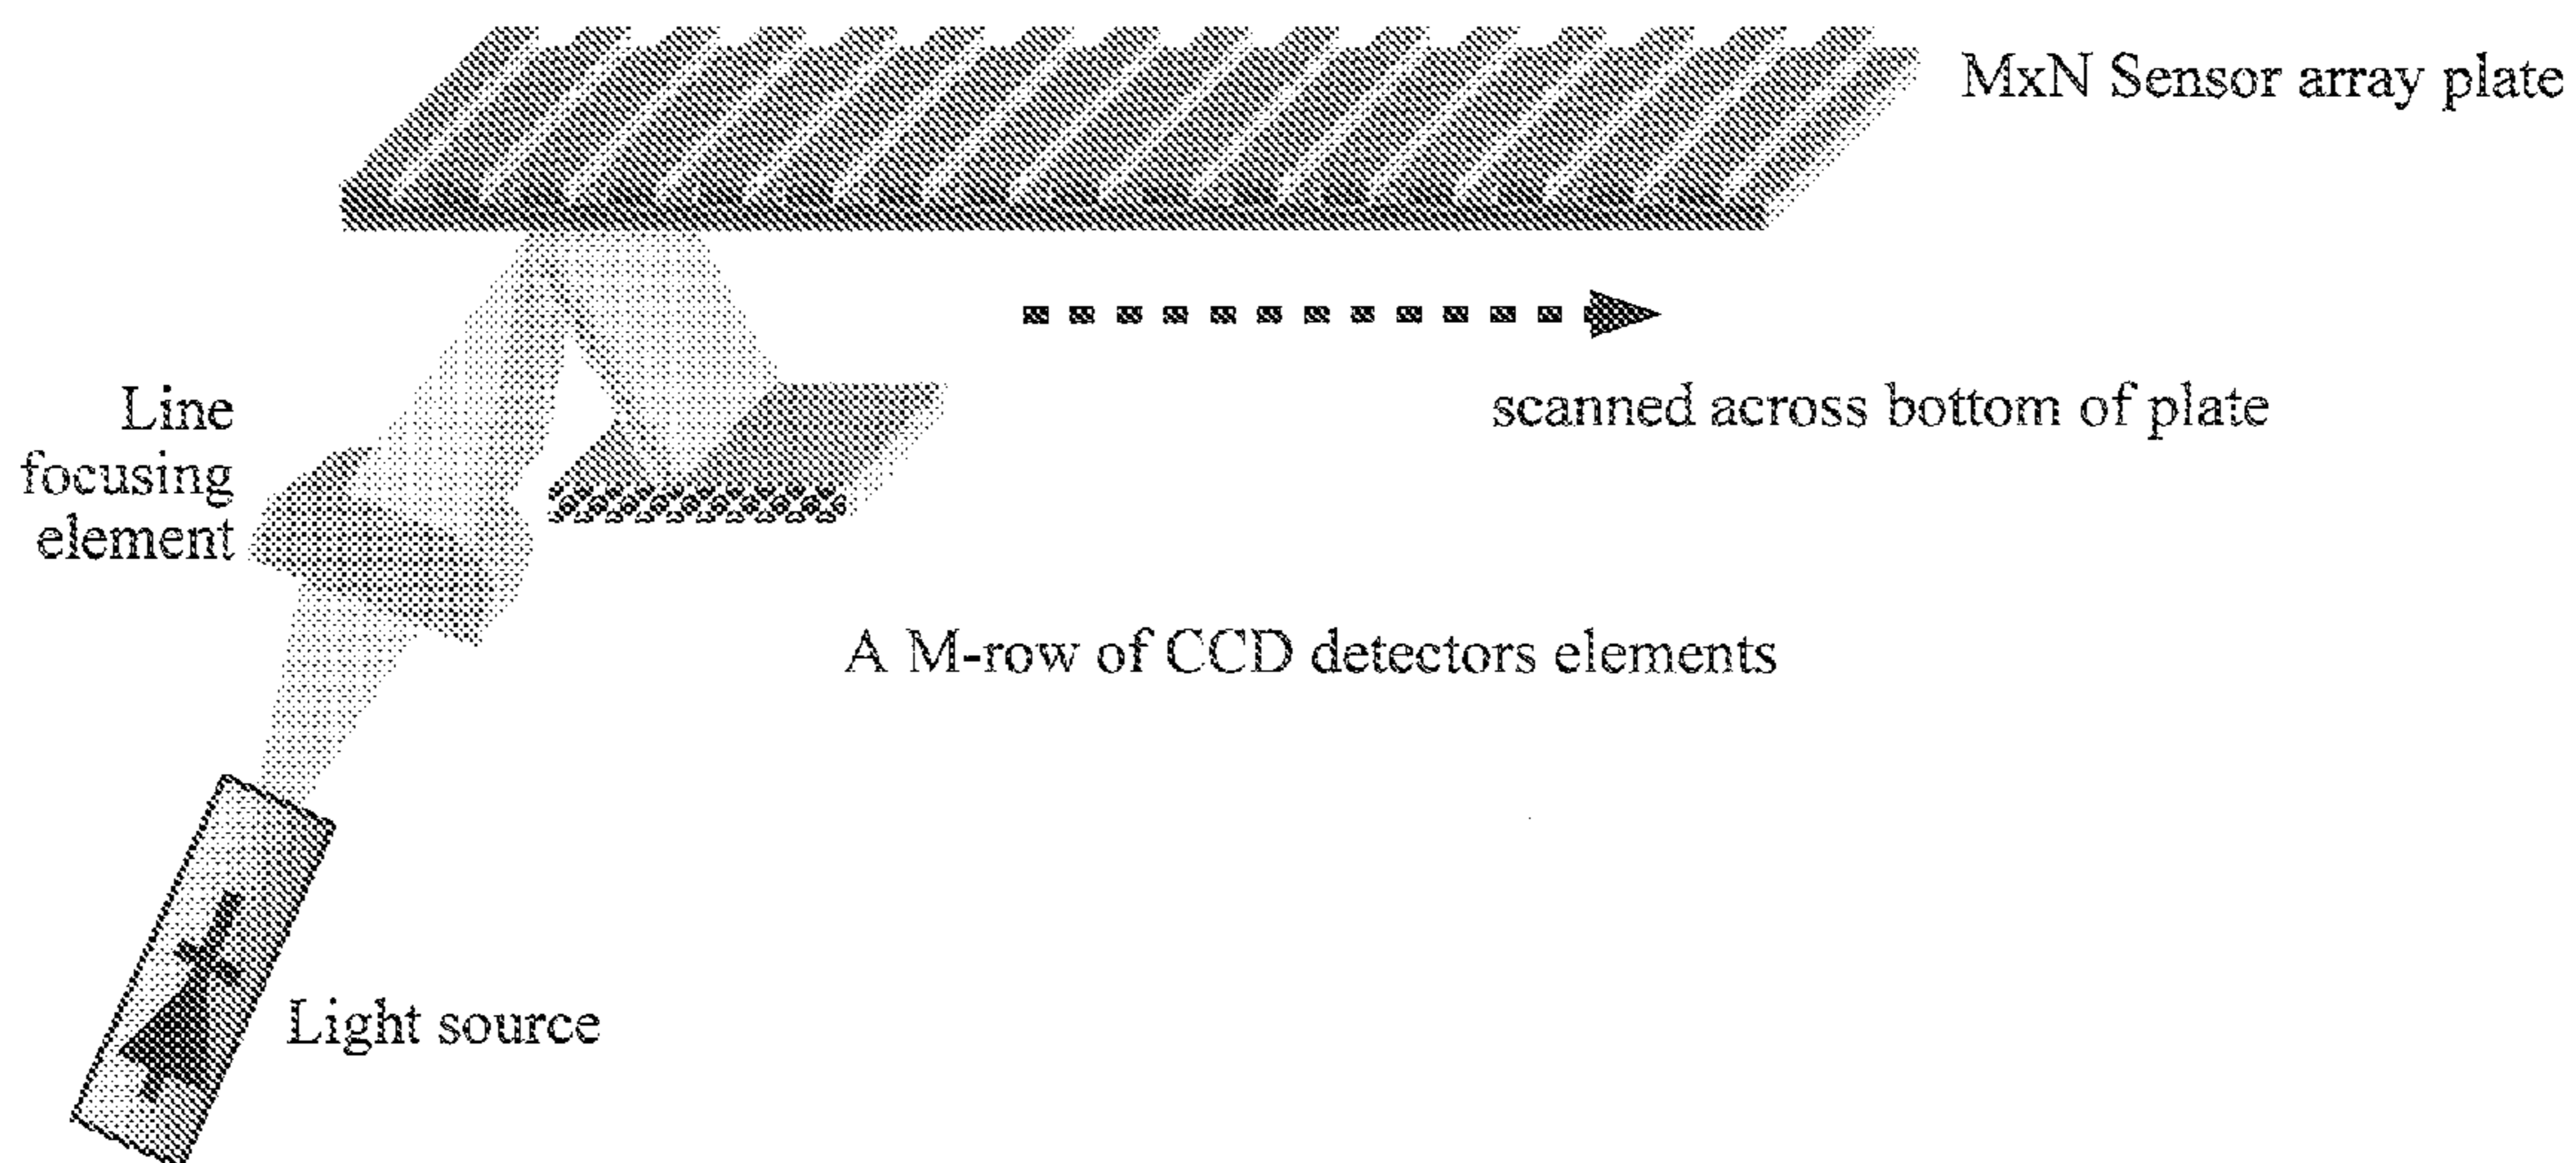 MxN Sensor array plate
Line
focusing
element
scanned across bottom of plate
A M-row of CCD detectors elements
Light source